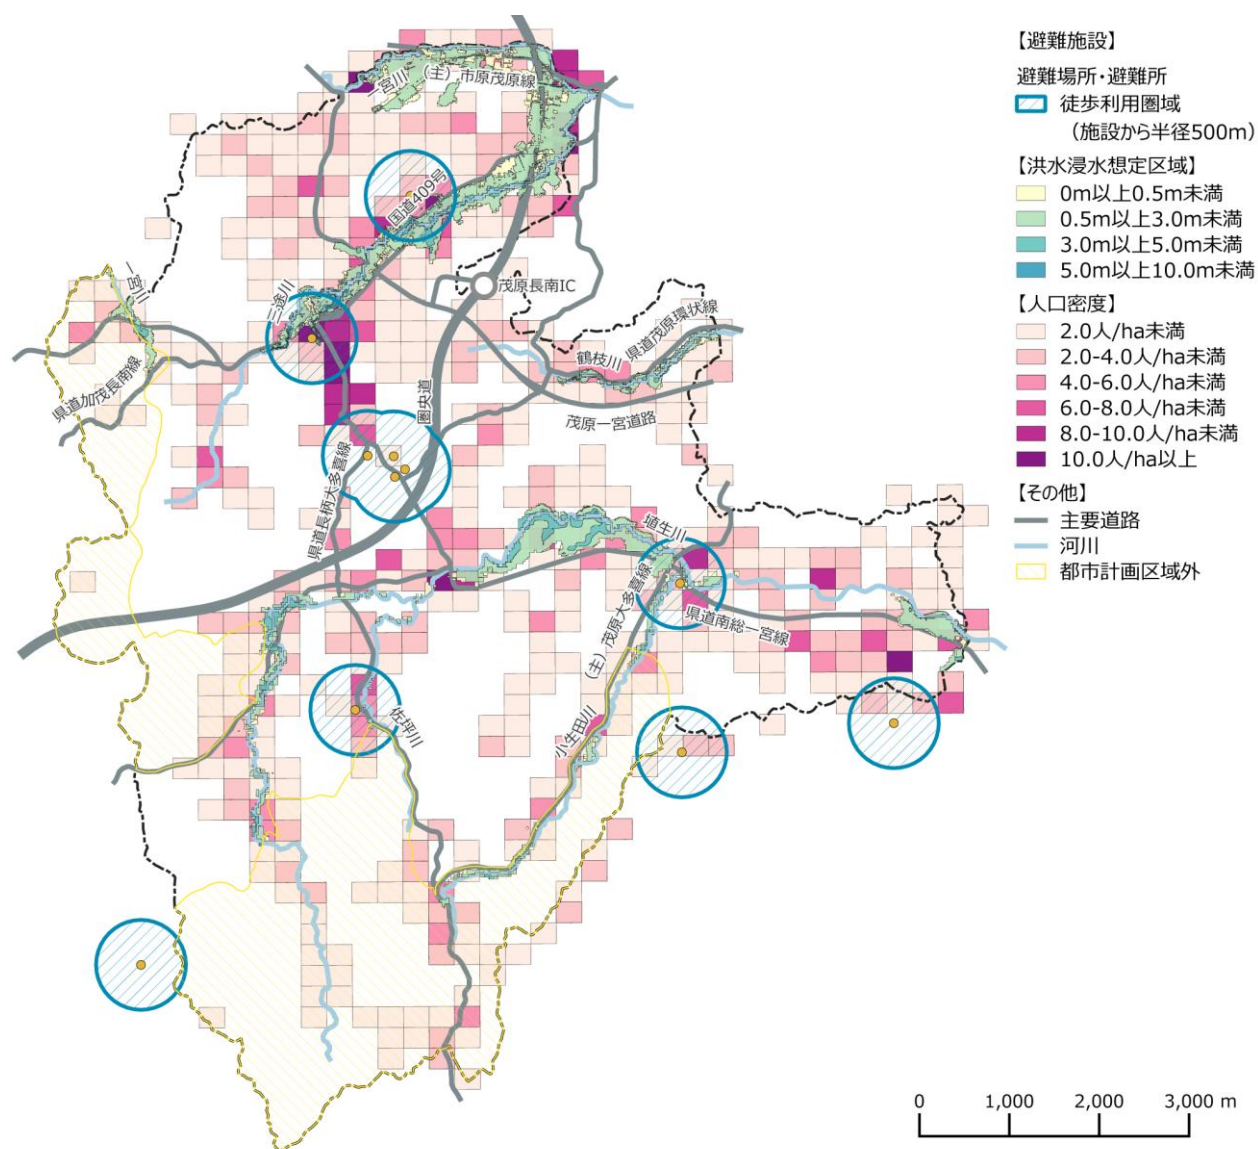 【避難施設】
避難場所・避難所
徒歩利用圏域
（施設から半径500m）
【洪水浸水想定区域】
0m以上0.5m未満
0.5m以上3.0m未満
3.0m以上5.0m未満
5.0m以上10.0m未満
【人口密度】
2.0人/ha未満
2.0-4.0人/ha未満
4.0-6.0人/ha未満
6.0-8.0人/ha未満
8.0-10.0人/ha未満
10.0人/ha以上
【その他】
主要道路
河川
都市計画区域外
一宮川
（主）市原茂原線
国道409号
一宮川
三途川
茂原長南IC
県道加茂長南線
鶴枝川
県道茂原環状線
圏央道
茂原一宮道路
県道長柄大多喜線
埴生川
（主）茂原大多喜線
県道南総一宮線
佐坪川
小生田川
0 1,000 2,000 3,000 m